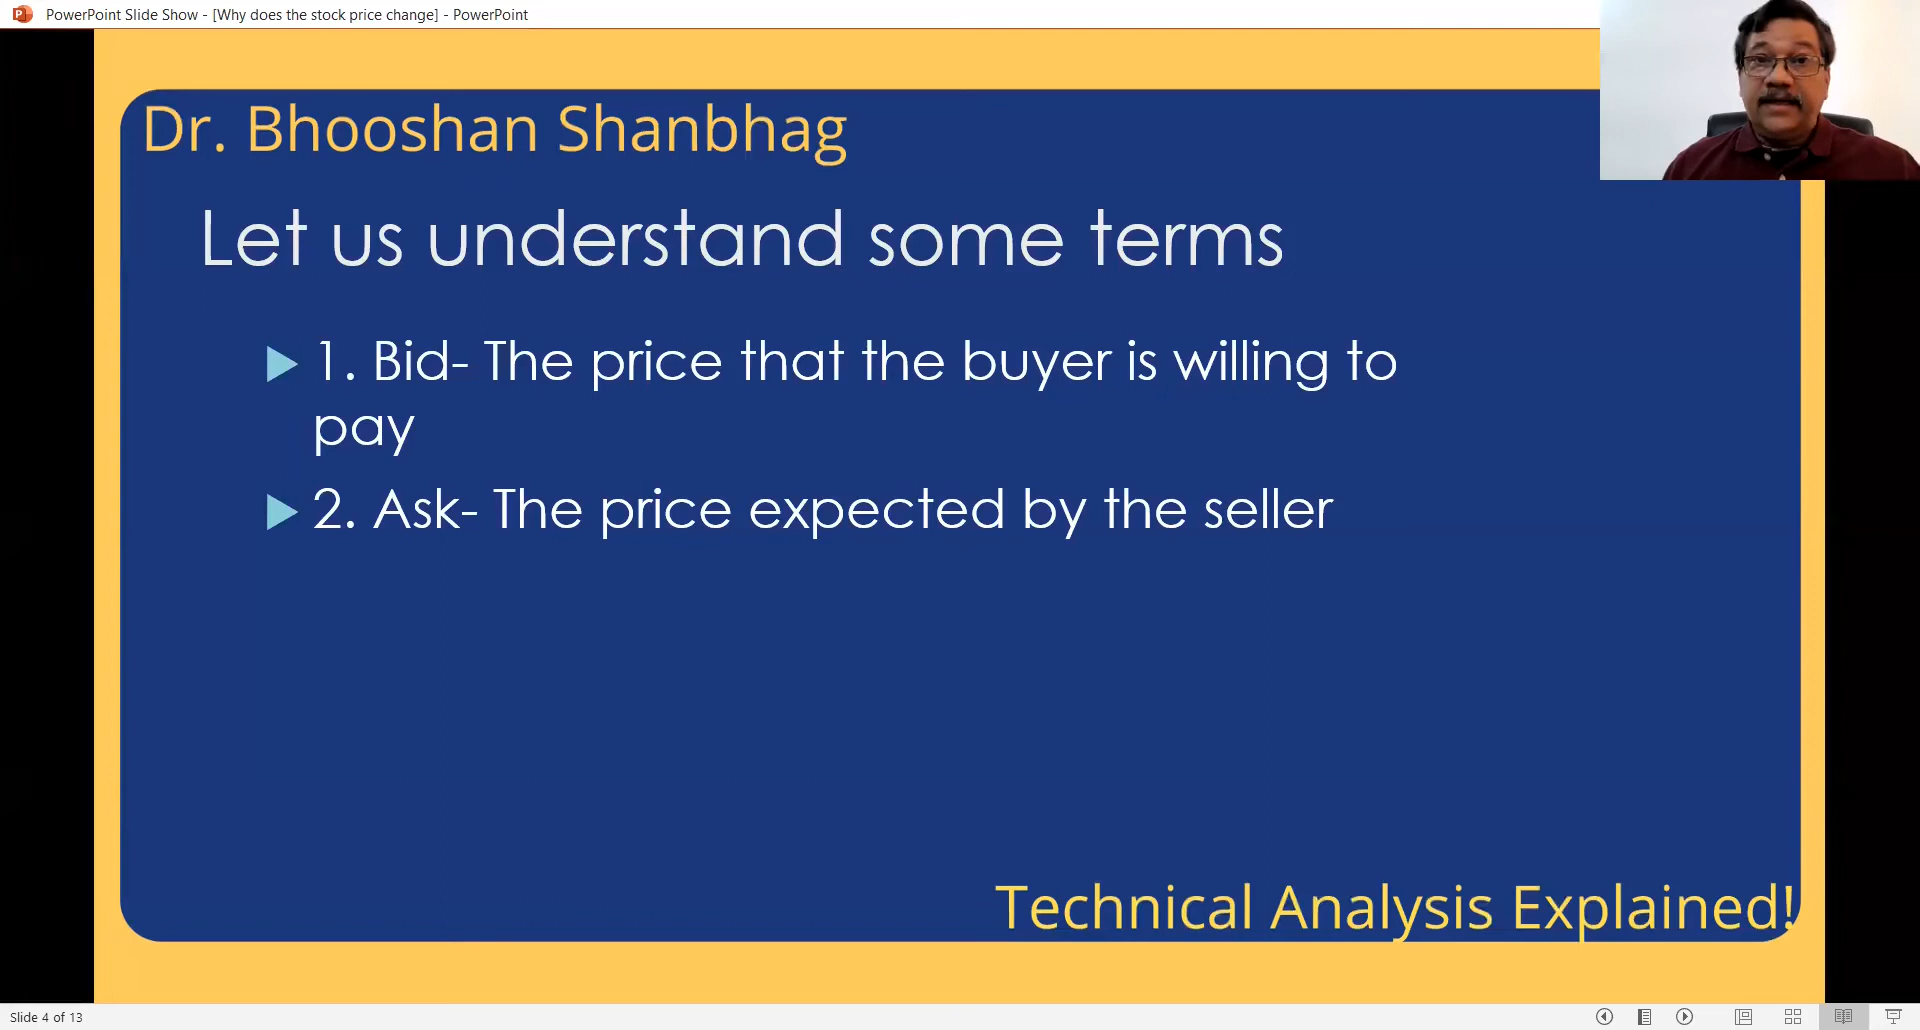 PowerPoint Slide Show - [Why does the stock price change] - PowerPoint
Dr. Bhooshan Shanbhag
Let us understand some terms
1. Bid- The price that the buyer is willing to
pay
2. Ask- The price expected by the seller
Technical Analysis Explained!
Slide 4 of 13